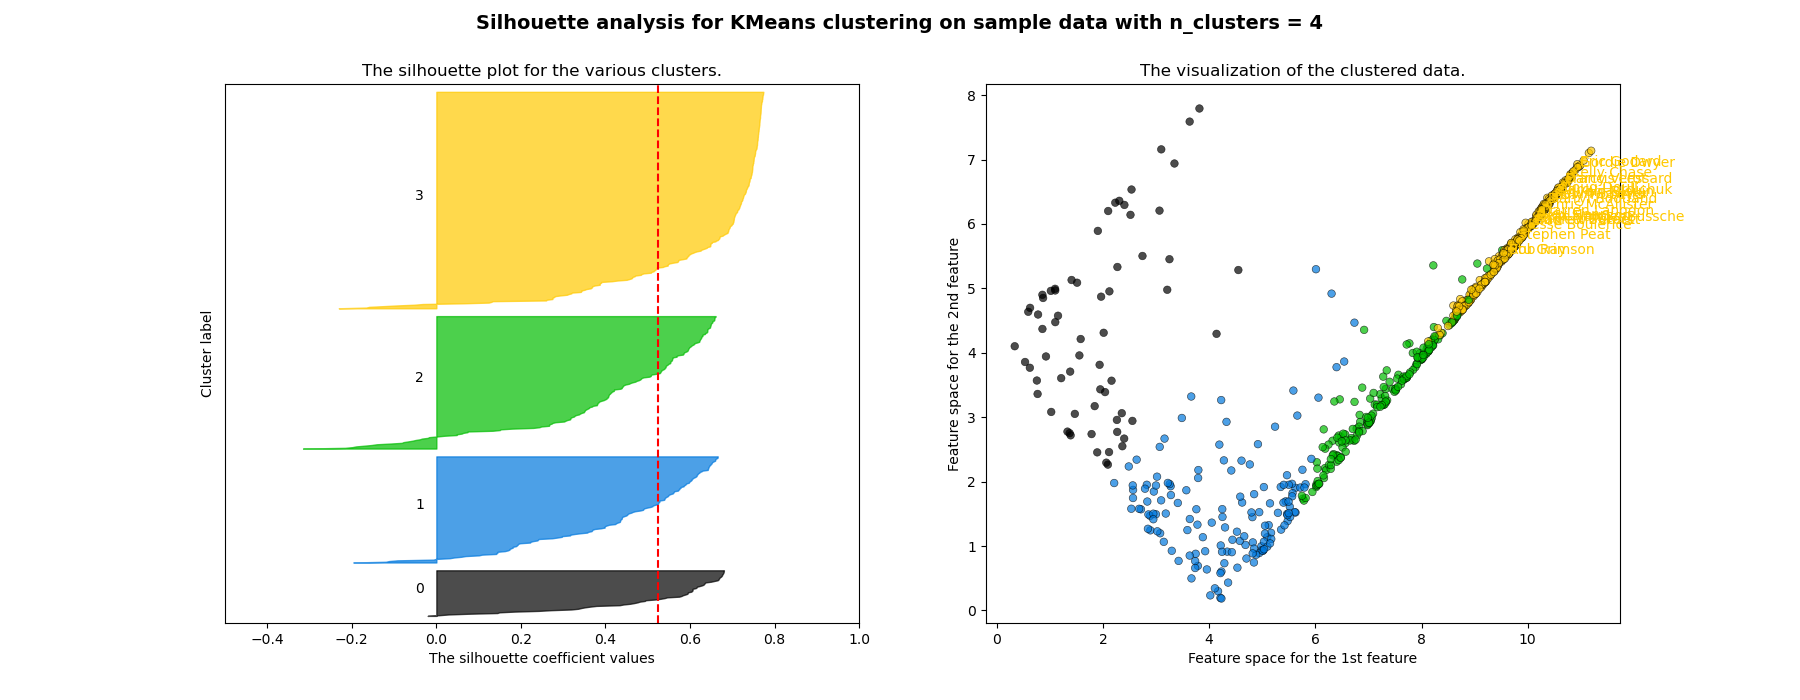 Silhouette analysis for KMeans clustering on sample data with n_clusters = 4
The silhouette plot for the various clusters.
3
2
1
0
Cluster label
−0.4 −0.2 0.0 0.2 0.4 0.6 0.8 1.0
The silhouette coefficient values
The visualization of the clustered data.
8
7
6
5
4
3
2
1
0
Feature space for the 2nd feature
Dwyer
Chase
Stephen Peat
0 2 4 6 8 10
Feature space for the 1st feature